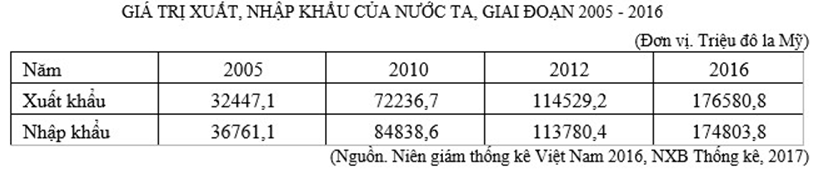 GIÁ TRỊ XUẤT, NHẬP KHẨU CỦA NƯỚC TA, GIAI ĐOẠN 2005 - 2016
(Đơn vị. Triệu đô la Mỹ)
Năm 2005 2010 2012 2016
Xuất khẩu 32447,1 72236,7 114529,2 176580,8
Nhập khẩu 36761,1 84838,6 113780,4 174803,8
(Nguồn. Niên giám thống kê Việt Nam 2016, NXB Thống kê, 2017)